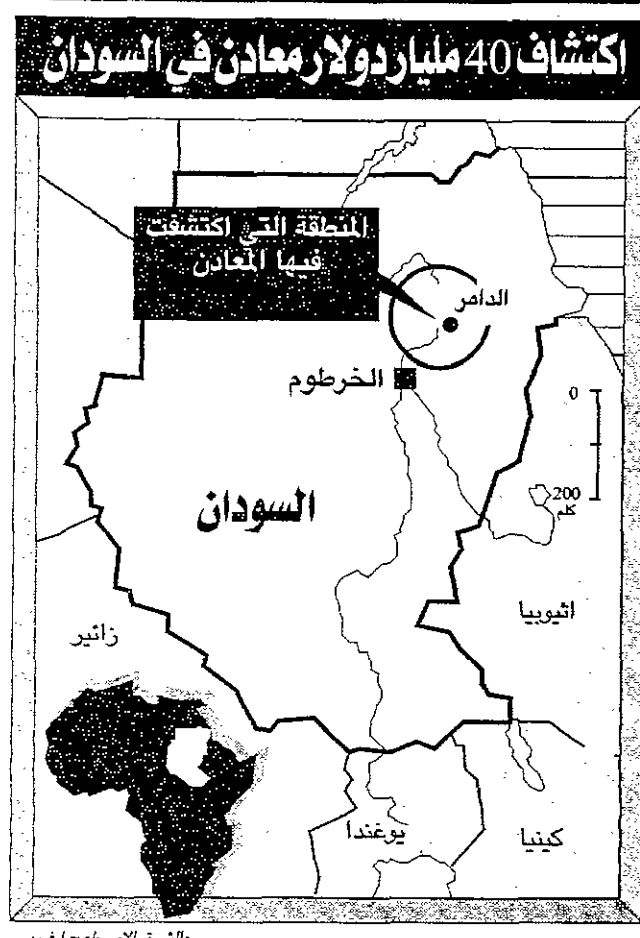 اكتشاف 40 مليار دولار معادن في السودان
المنطقة التي اكتشفت
فيها المعادن
الدامر
الخرطوم
0
200
كلم
السودان
اثيوبيا
زائير
يوغندا
كينيا